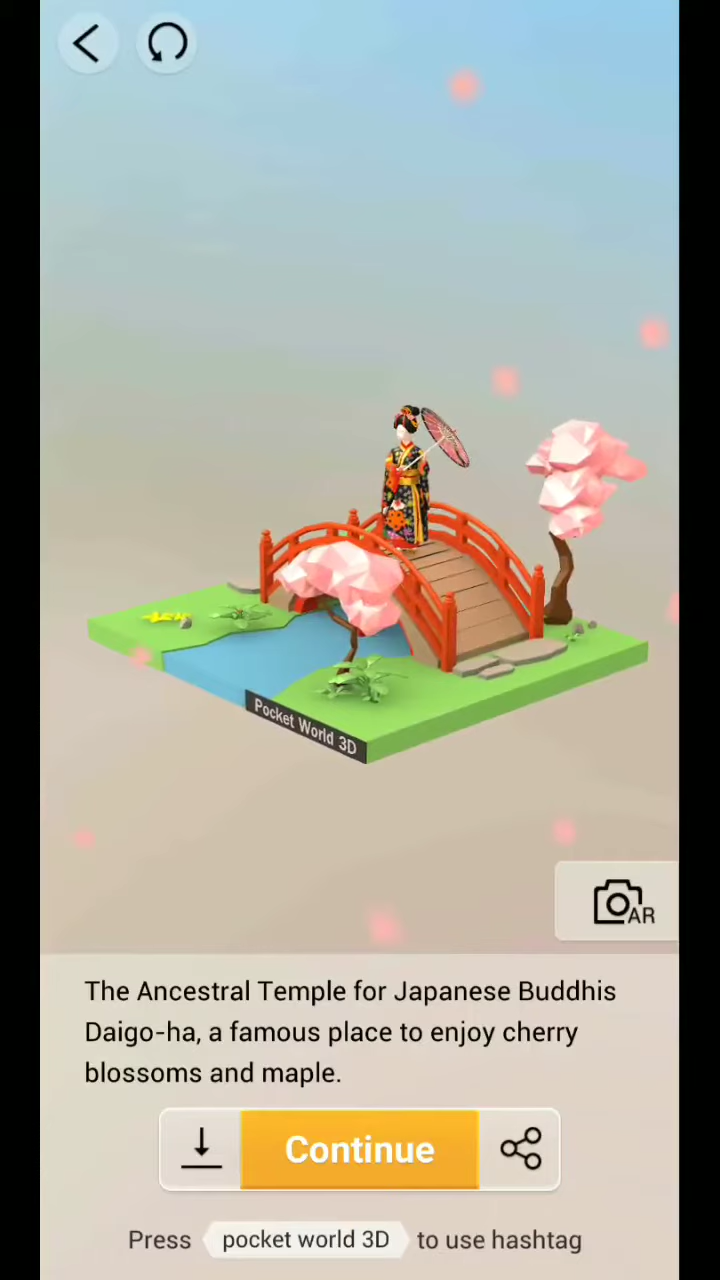 Pocket World 3D
AR
The Ancestral Temple for Japanese Buddhis
Daigo-ha, a famous place to enjoy cherry
blossoms and maple.
Continue
Press pocket world 3D to use hashtag